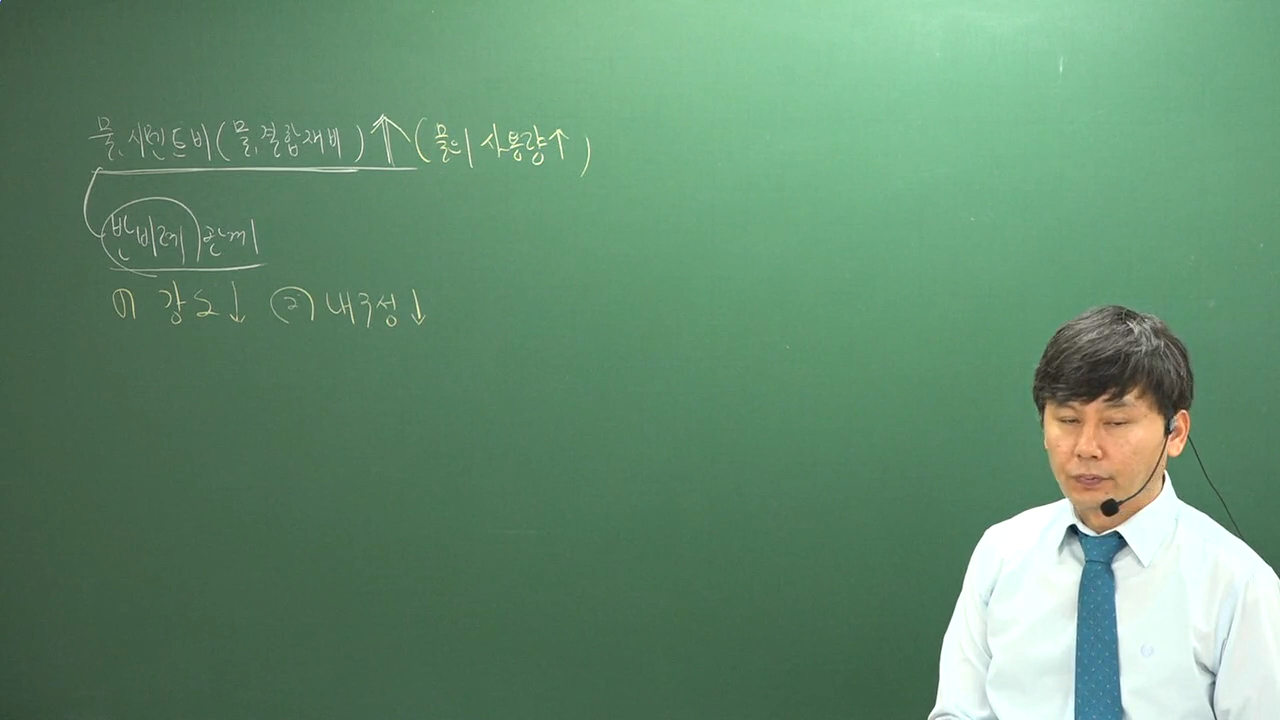 물·시멘트비(물·결합재비)↑(물의 사용량↑)
반비례 관계
① 강도↓ ② 내구성↓